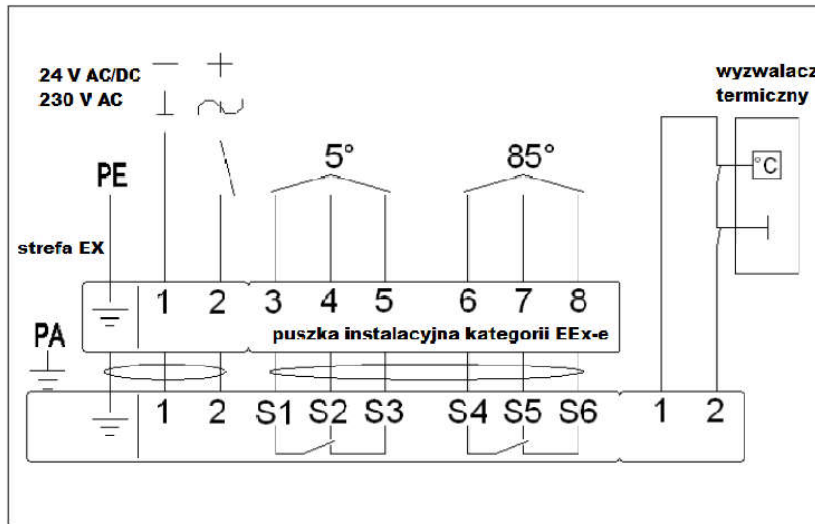 24 V AC/DC
230 V AC
wyzwalacz
termiczny
5°
85°
°C
PE
strefa EX
1 2 3 4 5 6 7 8
puszka instalacyjna kategorii EEx-e
PA
1 2 S1 S2 S3 S4 S5 S6 1 2